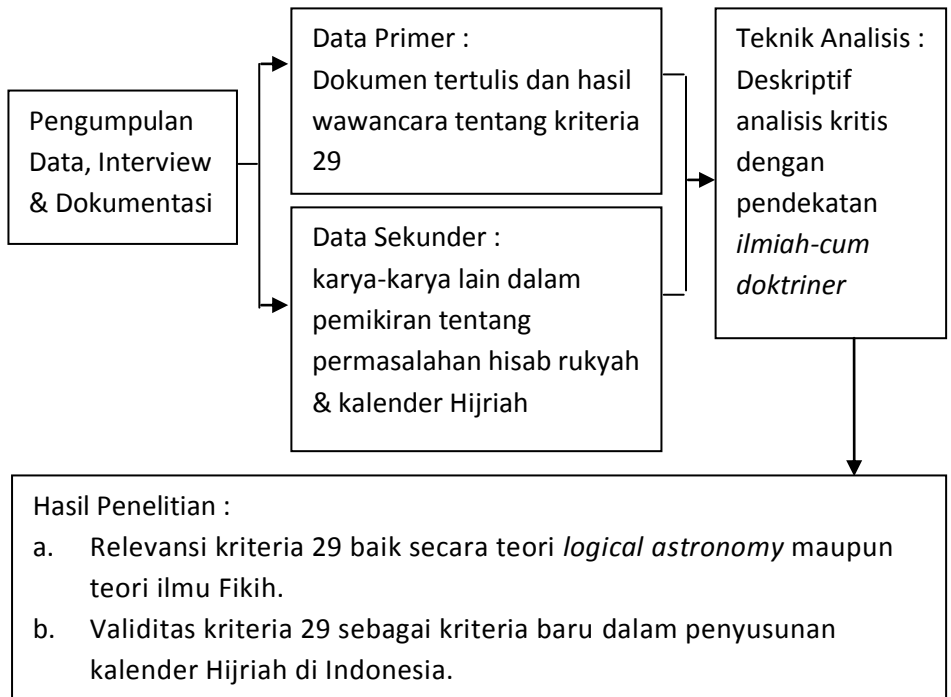 Pengumpulan
Data, Interview
& Dokumentasi
Data Primer :
Dokumen tertulis dan hasil
wawancara tentang kriteria
29
Data Sekunder :
karya-karya lain dalam
pemikiran tentang
permasalahan hisab rukyah
& kalender Hijriah
Teknik Analisis :
Deskriptif
analisis kritis
dengan
pendekatan
ilmiah-cum
doktriner
Hasil Penelitian :
a. Relevansi kriteria 29 baik secara teori logical astronomy maupun
teori ilmu Fikih.
b. Validitas kriteria 29 sebagai kriteria baru dalam penyusunan
kalender Hijriah di Indonesia.